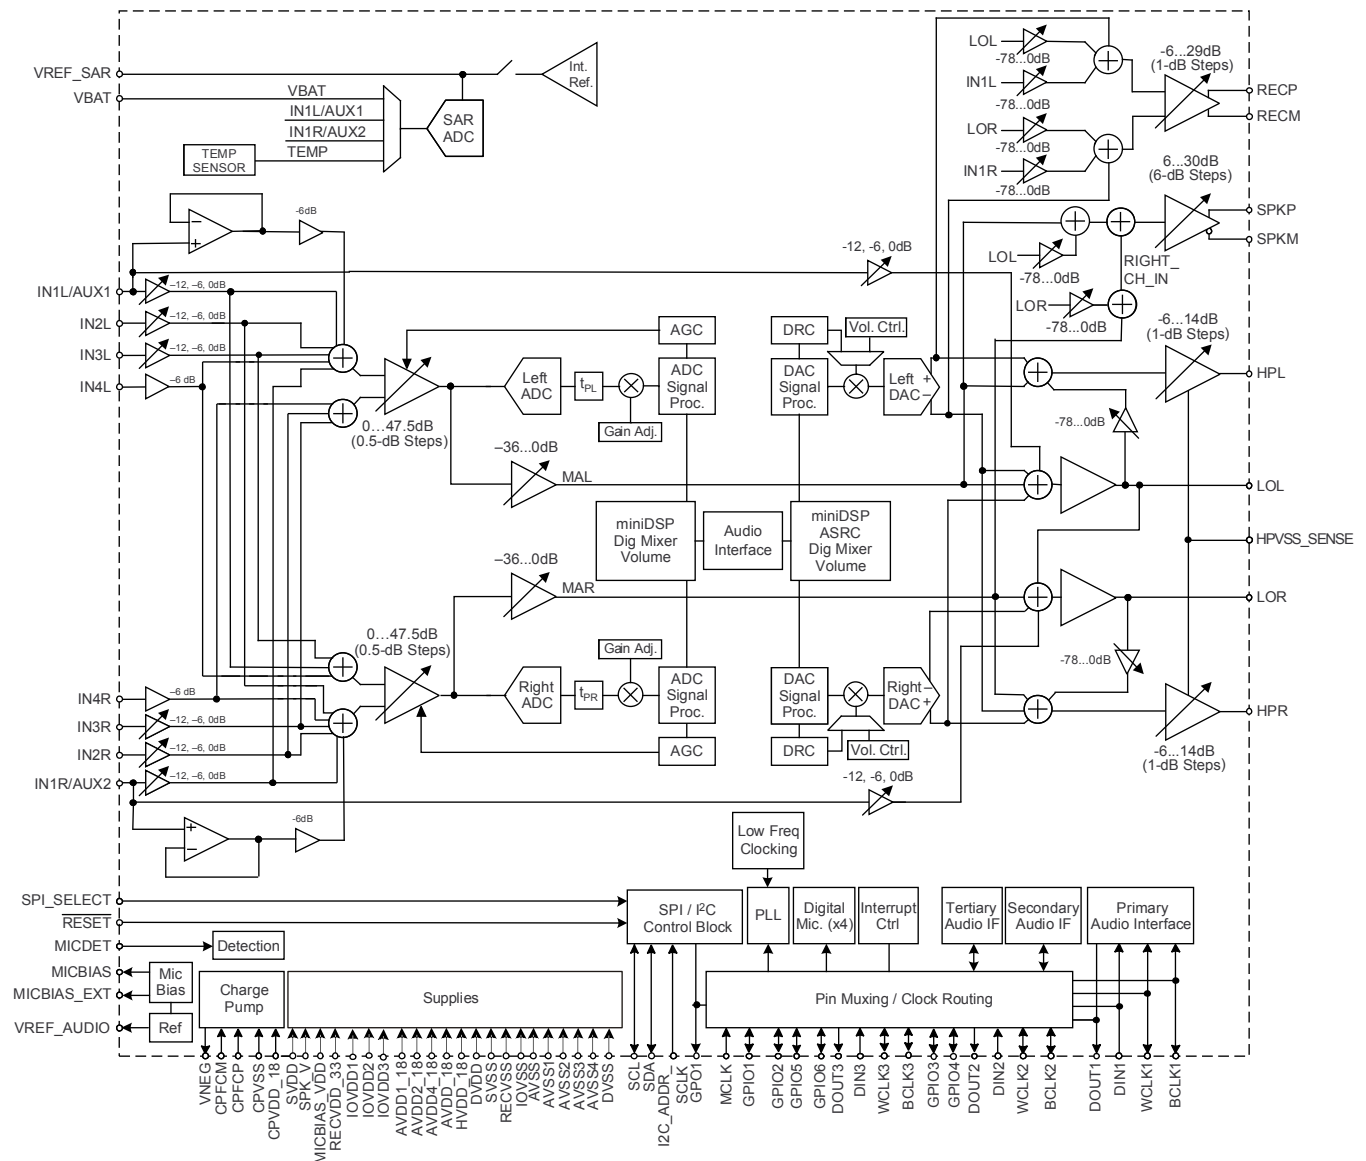 VREF_SAR
VBAT
VBAT
IN1L/AUX1
IN1R/AUX2
TEMP
TEMP
SENSOR
SAR
ADC
Int.
Ref.
LOL
-78...0dB
IN1L
-78...0dB
LOR
-78...0dB
IN1R
-78...0dB
-6...29dB
(1-dB Steps)
RECP
RECM
6...30dB
(6-dB Steps)
SPKP
SPKM
LOL
-78...0dB
RIGHT_
CH_IN
LOR
-78...0dB
-6dB
-12, -6, 0dB
IN1L/AUX1
–12, –6, 0dB
IN2L
–12, –6, 0dB
IN3L
–12, –6, 0dB
IN4L
–6 dB
0...47.5dB
(0.5-dB Steps)
AGC
Left
ADC
tPL
ADC
Signal
Proc.
Gain Adj.
DRC
Vol. Ctrl.
DAC
Signal
Proc.
Left +
DAC –
-6...14dB
(1-dB Steps)
HPL
-78...0dB
–36...0dB
MAL
LOL
miniDSP
Dig Mixer
Volume
Audio
Interface
miniDSP
ASRC
Dig Mixer
Volume
HPVSS_SENSE
–36...0dB
MAR
LOR
0...47.5dB
(0.5-dB Steps)
Gain Adj.
Right
ADC
tPR
ADC
Signal
Proc.
AGC
DAC
Signal
Proc.
Right –
DAC +
DRC
Vol. Ctrl.
-78...0dB
HPR
-6...14dB
(1-dB Steps)
IN4R
–6 dB
IN3R
–12, –6, 0dB
IN2R
–12, –6, 0dB
IN1R/AUX2
–12, –6, 0dB
-12, -6, 0dB
-6dB
Low Freq
Clocking
SPI_SELECT
RESET
MICDET
Detection
SPI / I²C
Control Block
PLL
Digital
Mic. (x4)
Interrupt
Ctrl
Tertiary
Audio IF
Secondary
Audio IF
Primary
Audio Interface
MICBIAS
MICBIAS_EXT
VREF_AUDIO
Mic
Bias
Ref
Charge
Pump
Supplies
Pin Muxing / Clock Routing
VNEG
CPFCM
CPFCP
CPVSS
CPVDD_18
SVDD
SPK_V
MICBIAS_VDD
RECVDD_33
IOVDD1
IOVDD2
IOVDD3
AVDD1_18
AVDD2_18
AVDD4_18
AVDD_18
HVDD_18
DVDD
SVSS
RECVSS
IOVSS
AVSS
AVSS1
AVSS2
AVSS3
AVSS4
DVSS
SCL
SDA
I2C_ADDR_
SCLK
GPO1
MCLK
GPIO1
GPIO2
GPIO5
GPIO6
DOUT3
DIN3
WCLK3
BCLK3
GPIO3
GPIO4
DOUT2
DIN2
WCLK2
BCLK2
DOUT1
DIN1
WCLK1
BCLK1